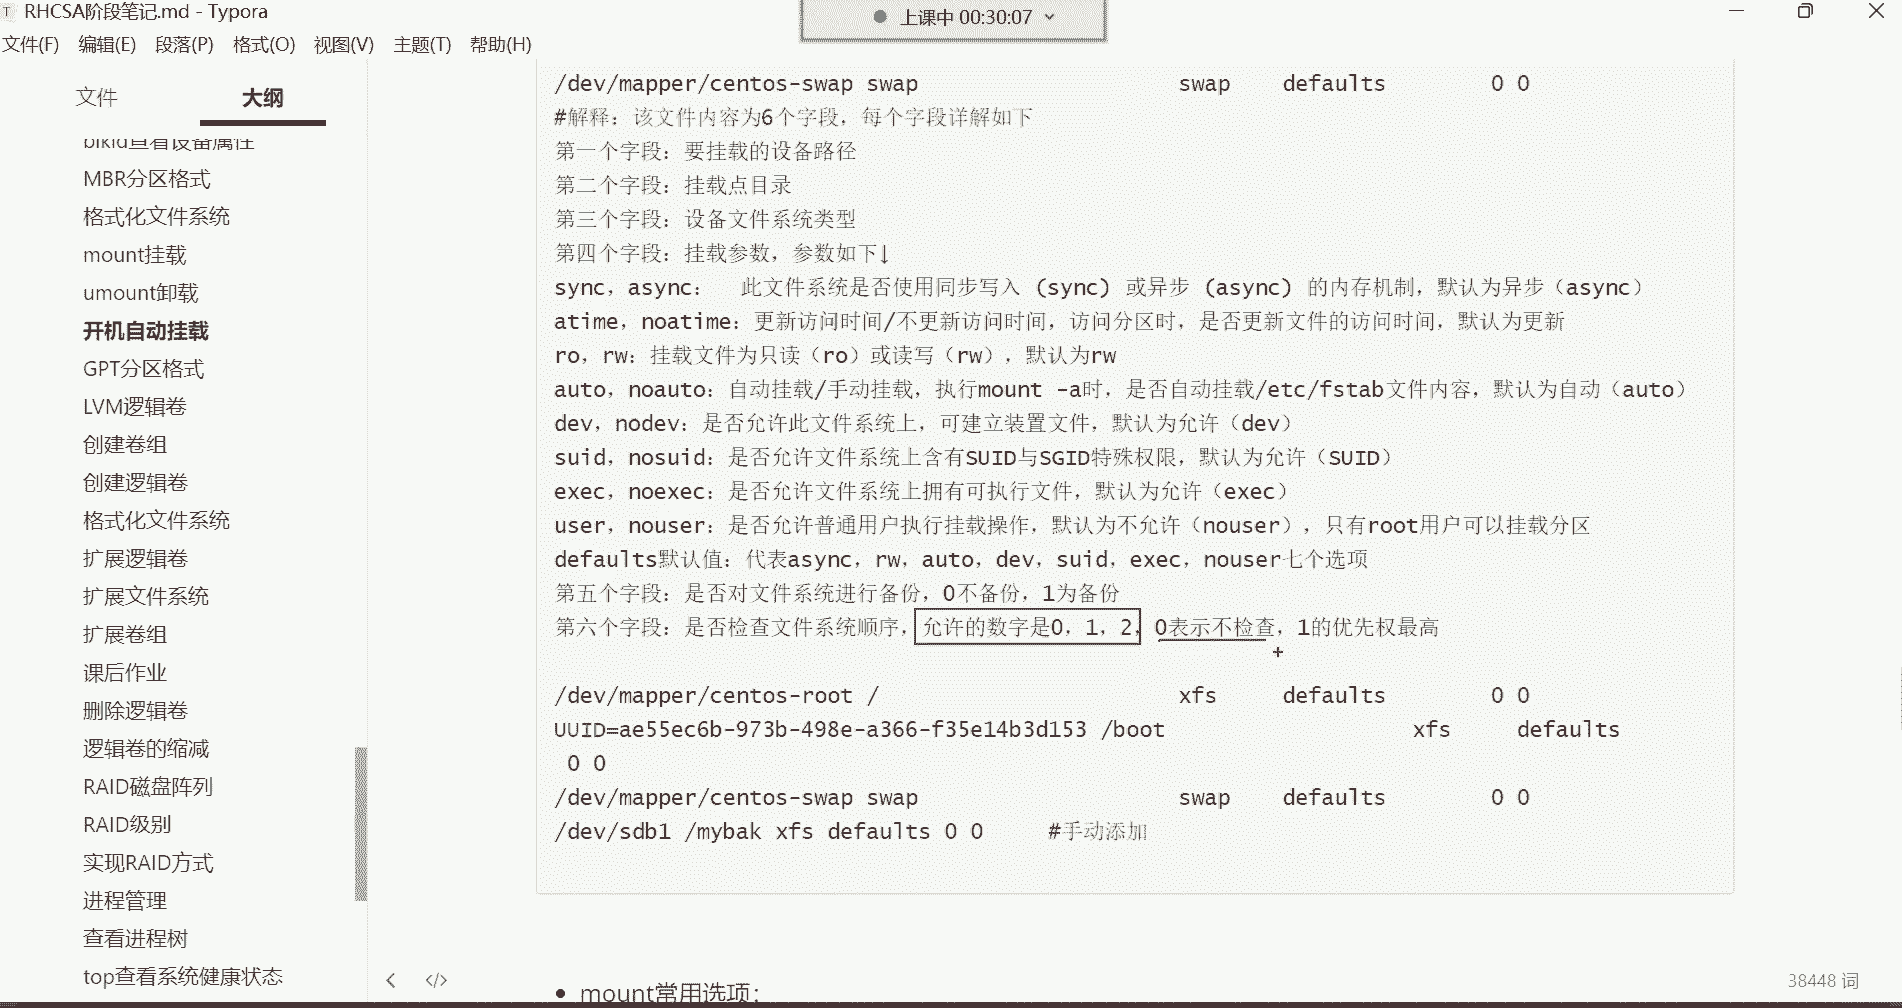 RHCSA阶段笔记.md - Typora
上课中 00:30:07
文件(F) 编辑(E) 段落(P) 格式(O) 视图(V) 主题(T) 帮助(H)
文件 大纲
blkid查看设备属性
MBR分区格式
格式化文件系统
mount挂载
umount卸载
开机自动挂载
GPT分区格式
LVM逻辑卷
创建卷组
创建逻辑卷
格式化文件系统
扩展逻辑卷
扩展文件系统
扩展卷组
课后作业
删除逻辑卷
逻辑卷的缩减
RAID磁盘阵列
RAID级别
实现RAID方式
进程管理
查看进程树
top查看系统健康状态
/dev/mapper/centos-swap swap swap defaults 0 0
#解释：该文件内容为6个字段，每个字段详解如下
第一个字段：要挂载的设备路径
第二个字段：挂载点目录
第三个字段：设备文件系统类型
第四个字段：挂载参数，参数如下↓
sync，async： 此文件系统是否使用同步写入 (sync) 或异步 (async) 的内存机制，默认为异步（async）
atime，noatime：更新访问时间/不更新访问时间，访问分区时，是否更新文件的访问时间，默认为更新
ro，rw：挂载文件为只读（ro）或读写（rw），默认为rw
auto，noauto：自动挂载/手动挂载，执行mount -a时，是否自动挂载/etc/fstab文件内容，默认为自动（auto）
dev，nodev：是否允许此文件系统上，可建立装置文件，默认为允许（dev）
suid，nosuid：是否允许文件系统上含有SUID与SGID特殊权限，默认为允许（SUID）
exec，noexec：是否允许文件系统上拥有可执行文件，默认为允许（exec）
user，nouser：是否允许普通用户执行挂载操作，默认为不允许（nouser），只有root用户可以挂载分区
defaults默认值：代表async，rw，auto，dev，suid，exec，nouser七个选项
第五个字段：是否对文件系统进行备份，0不备份，1为备份
第六个字段：是否检查文件系统顺序，允许的数字是0，1，2，0表示不检查，1的优先权最高
/dev/mapper/centos-root / xfs defaults 0 0
UUID=ae55ec6b-973b-498e-a366-f35e14b3d153 /boot xfs defaults
0 0
/dev/mapper/centos-swap swap swap defaults 0 0
/dev/sdb1 /mybak xfs defaults 0 0 #手动添加
mount常用选项：
38448 词